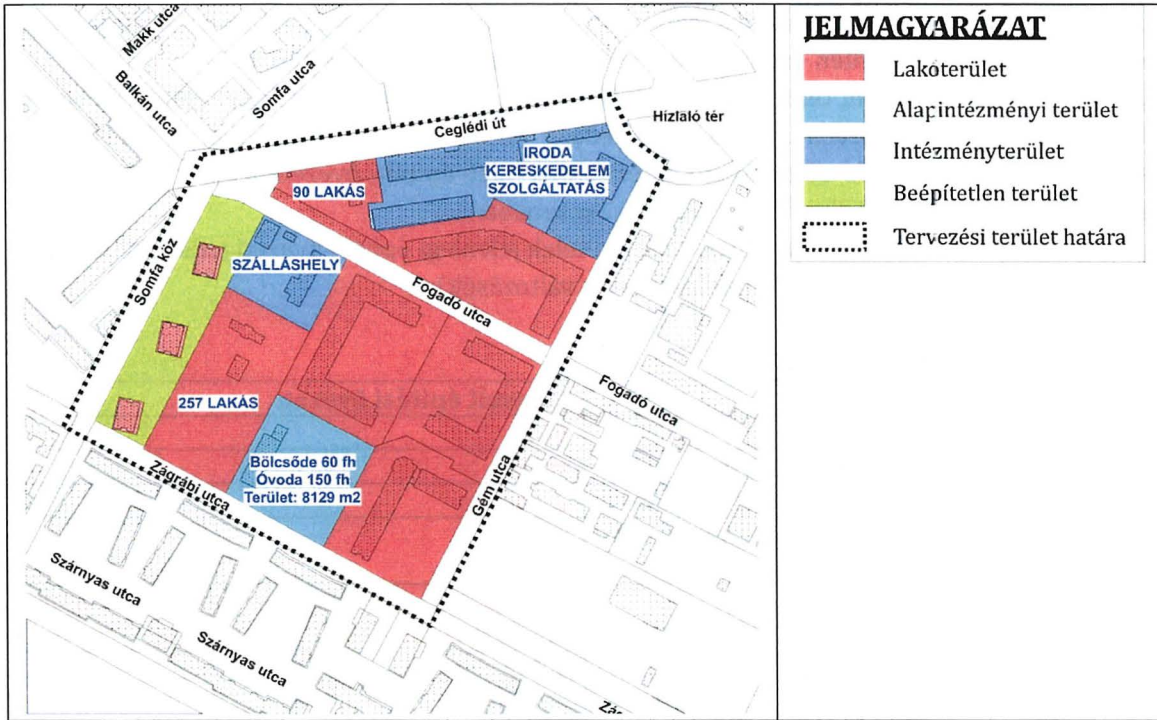 Makk utca
Balkán utca
Somfa utca
Ceglédi út
Hízlaló tér
IRODA
KERESKEDELEM
SZOLGÁLTATÁS
90 LAKÁS
SZÁLLÁSHELY
Somfa köz
Fogadó utca
Fogadó utca
257 LAKÁS
Bölcsőde 60 fh
Óvoda 150 fh
Terület: 8129 m2
Zágrábi utca
Gém utca
Szárnyas utca
Szárnyas utca
JELMAGYARÁZAT
Lakóterület
Alapintézményi terület
Intézményterület
Beépítetlen terület
Tervezési terület határa